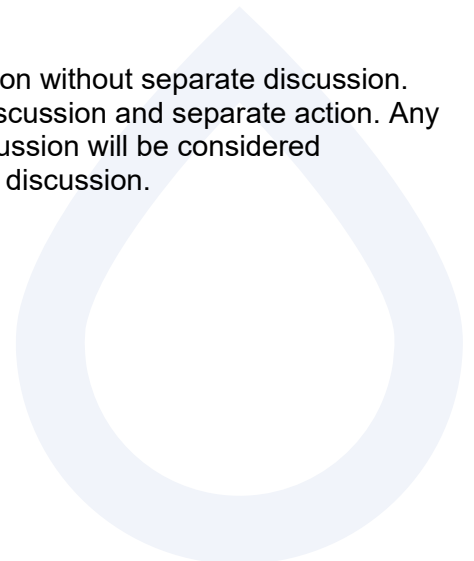 on without separate discussion.
scussion and separate action. Any
ussion will be considered
discussion.